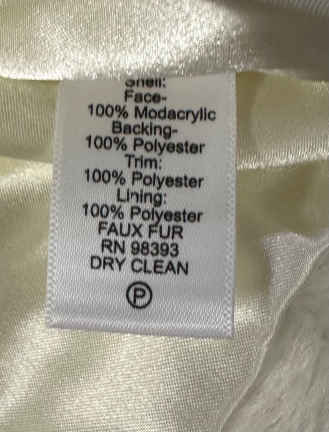 Shell:
Face-
100% Modacrylic
Backing-
100% Polyester
Trim:
100% Polyester
Lining:
100% Polyester
FAUX FUR
RN 98393
DRY CLEAN
P